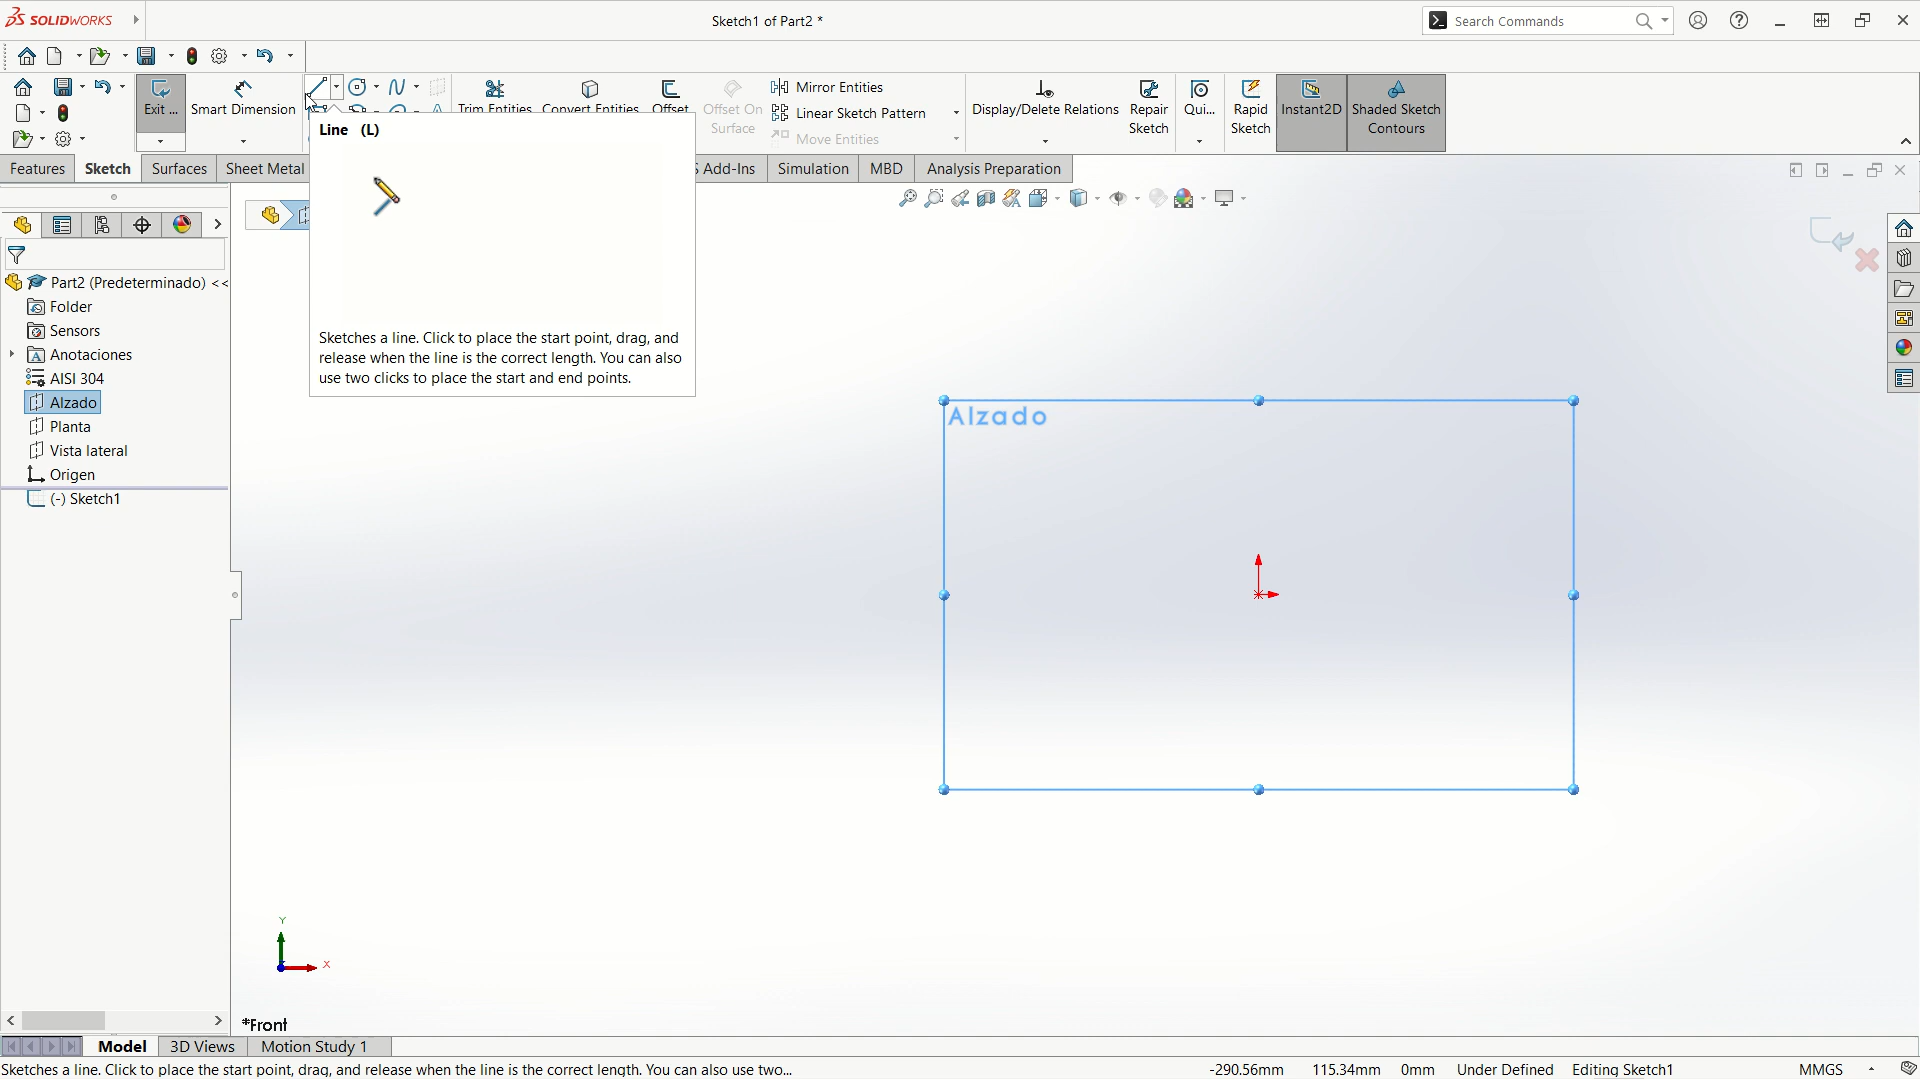 SOLIDWORKS
Sketch1 of Part2 *
Search Commands
Exit ...
Smart Dimension
Trim Entities
Convert Entities
Offset
Offset On
Surface
Mirror Entities
Linear Sketch Pattern
Move Entities
Display/Delete Relations
Repair
Sketch
Qui...
Rapid
Sketch
Instant2D
Shaded Sketch
Contours
Line (L)
Features
Sketch
Surfaces
Sheet Metal
S Add-Ins
Simulation
MBD
Analysis Preparation
Part2 (Predeterminado) <<
Folder
Sensors
Anotaciones
AISI 304
Alzado
Planta
Vista lateral
Origen
(-) Sketch1
Sketches a line. Click to place the start point, drag, and
release when the line is the correct length. You can also
use two clicks to place the start and end points.
Alzado
Y
X
*Front
Model
3D Views
Motion Study 1
Sketches a line. Click to place the start point, drag, and release when the line is the correct length. You can also use two...
-290.56mm
115.34mm
0mm
Under Defined
Editing Sketch1
MMGS